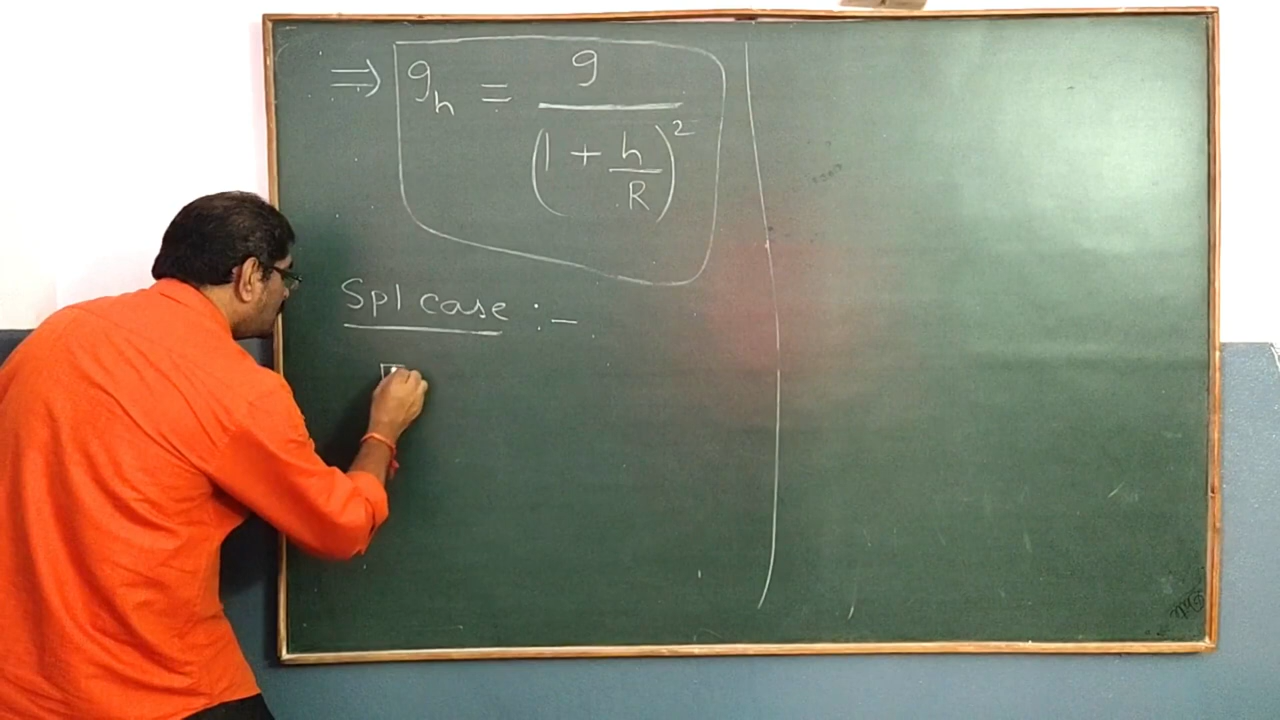 ⇒ g_h = g / (1 + h/R)^2
Spl case :-